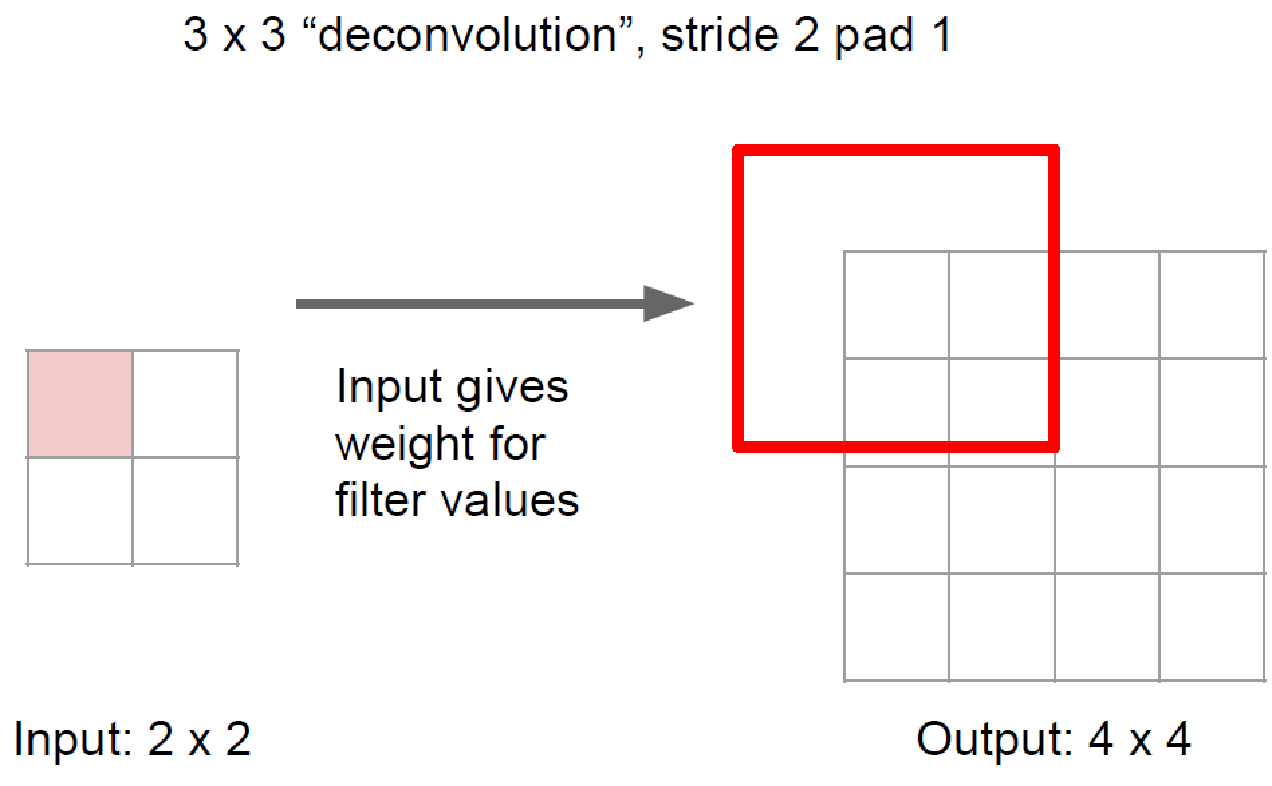 3 x 3 “deconvolution”, stride 2 pad 1
Input gives
weight for
filter values
Input: 2 x 2
Output: 4 x 4